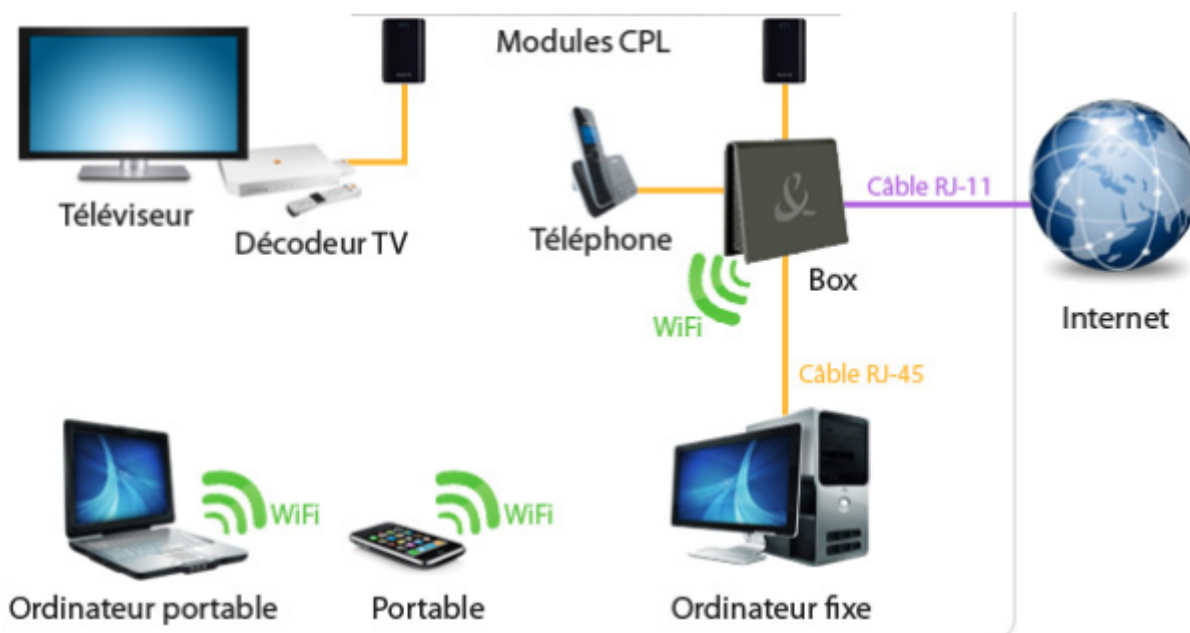 Modules CPL
Téléviseur
Décodeur TV
Téléphone
Câble RJ-11
Box
WiFi
Internet
Câble RJ-45
WiFi
WiFi
Ordinateur portable
Portable
Ordinateur fixe